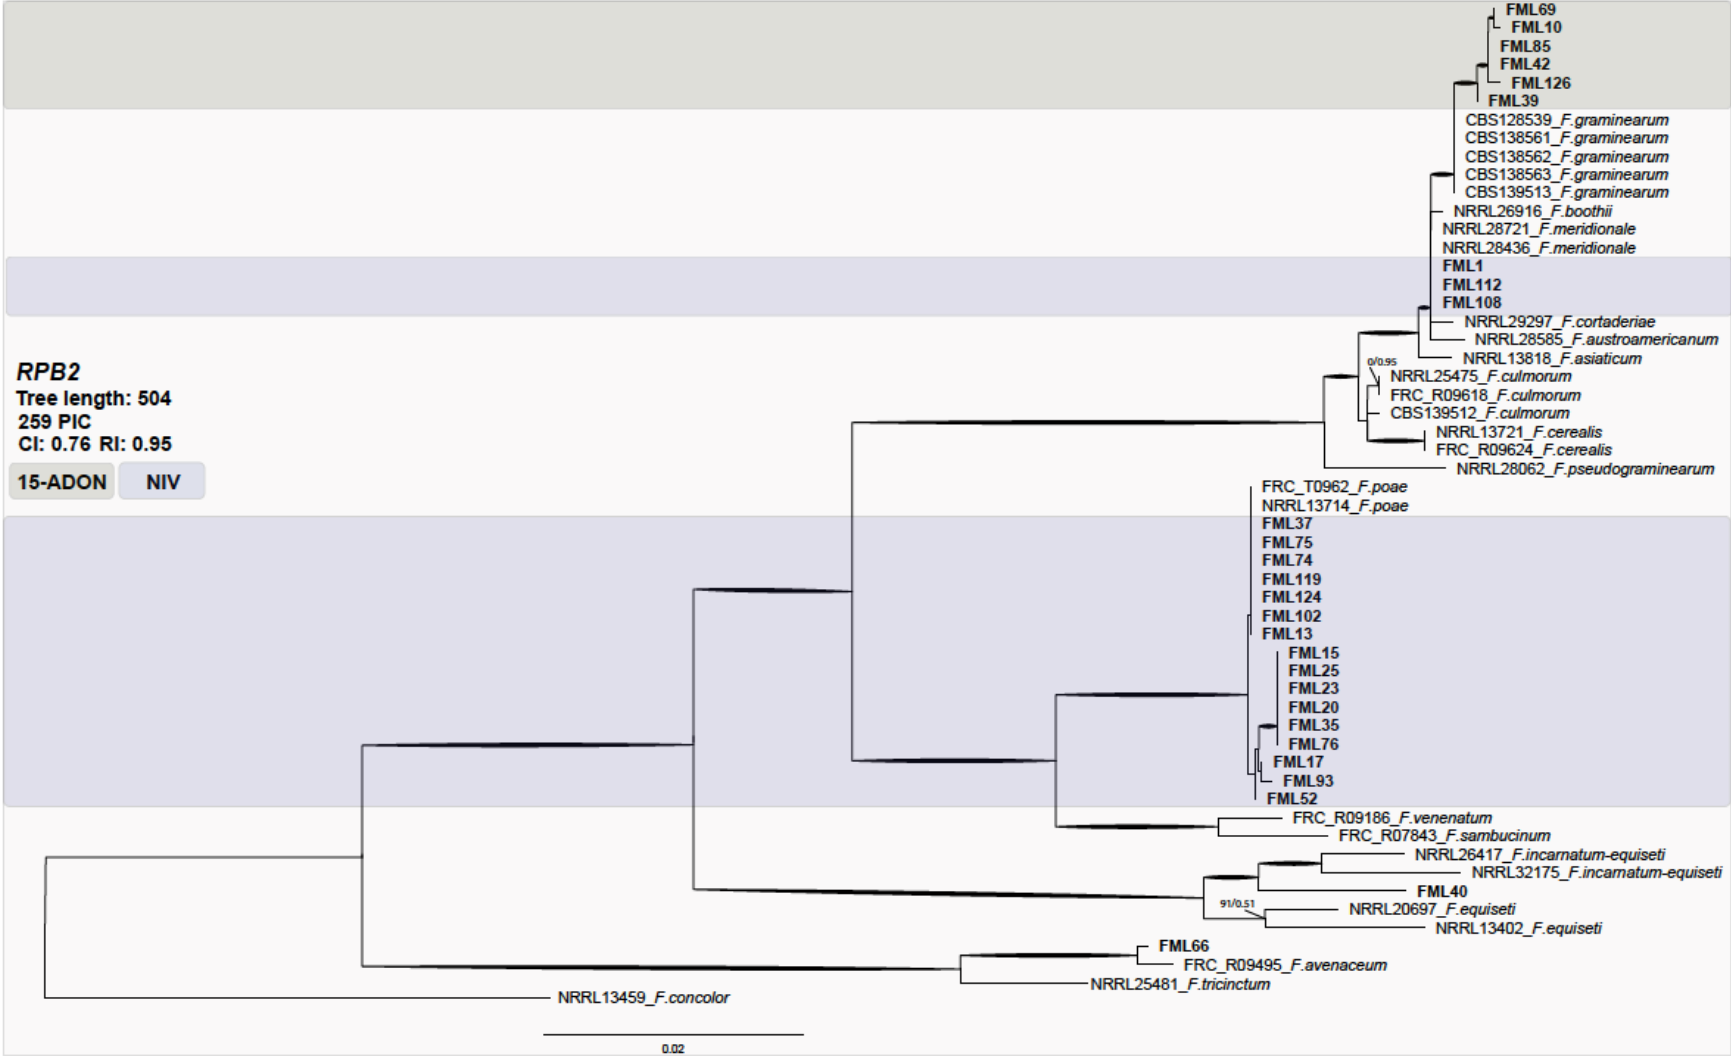 FML69
FML10
FML85
FML42
FML126
FML39
CBS128539_F.graminearum
CBS138561_F.graminearum
CBS138562_F.graminearum
CBS138563_F.graminearum
CBS139513_F.graminearum
NRRL26916_F.boothii
NRRL28721_F.meridionale
NRRL28436_F.meridionale
FML1
FML112
FML108
NRRL29297_F.cortaderiae
NRRL28585_F.austroamericanum
NRRL13818_F.asiaticum
0/0.95
NRRL25475_F.culmorum
FRC_R09618_F.culmorum
CBS139512_F.culmorum
NRRL13721_F.cerealis
FRC_R09624_F.cerealis
NRRL28062_F.pseudograminearum
RPB2
Tree length: 504
259 PIC
CI: 0.76 RI: 0.95
15-ADON NIV
FRC_T0962_F.poae
NRRL13714_F.poae
FML37
FML75
FML74
FML119
FML124
FML102
FML13
FML15
FML25
FML23
FML20
FML35
FML76
FML17
FML93
FML52
FRC_R09186_F.venenatum
FRC_R07843_F.sambucinum
NRRL26417_F.incarnatum-equiseti
NRRL32175_F.incarnatum-equiseti
FML40
91/0.51
NRRL20697_F.equiseti
NRRL13402_F.equiseti
FML66
FRC_R09495_F.avenaceum
NRRL25481_F.tricinctum
NRRL13459_F.concolor
0.02